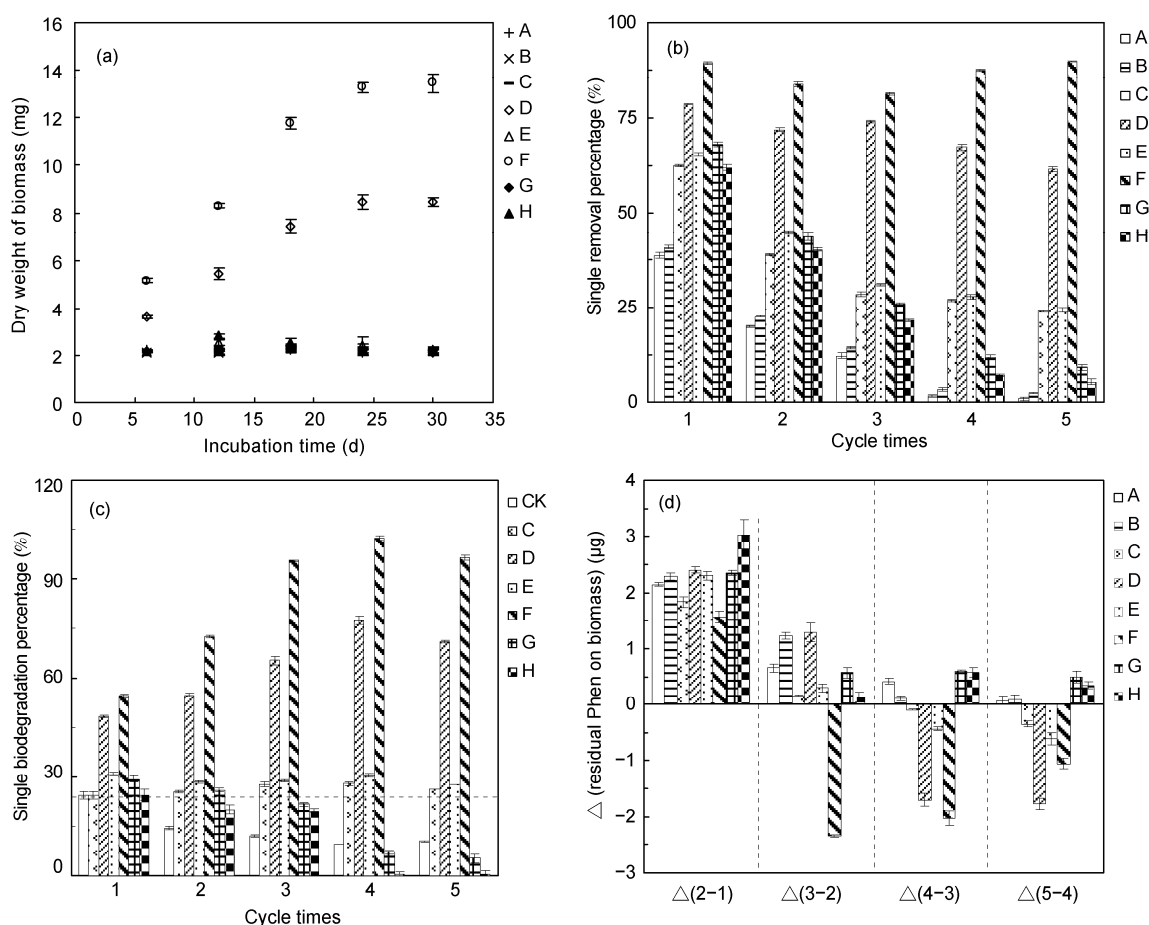 (a)
Dry weight of biomass (mg)
16
14
12
10
8
6
4
2
0
0 5 10 15 20 25 30 35
Incubation time (d)
A
B
C
D
E
F
G
H
(b)
Single removal percentage (%)
100
75
50
25
0
1 2 3 4 5
Cycle times
A
B
C
D
E
F
G
H
(c)
Single biodegradation percentage (%)
120
90
60
30
0
1 2 3 4 5
Cycle times
CK
C
D
E
F
G
H
(d)
△ (residual Phen on biomass) (μg)
4
3
2
1
0
−1
−2
−3
△(2−1) △(3−2) △(4−3) △(5−4)
A
B
C
D
E
F
G
H